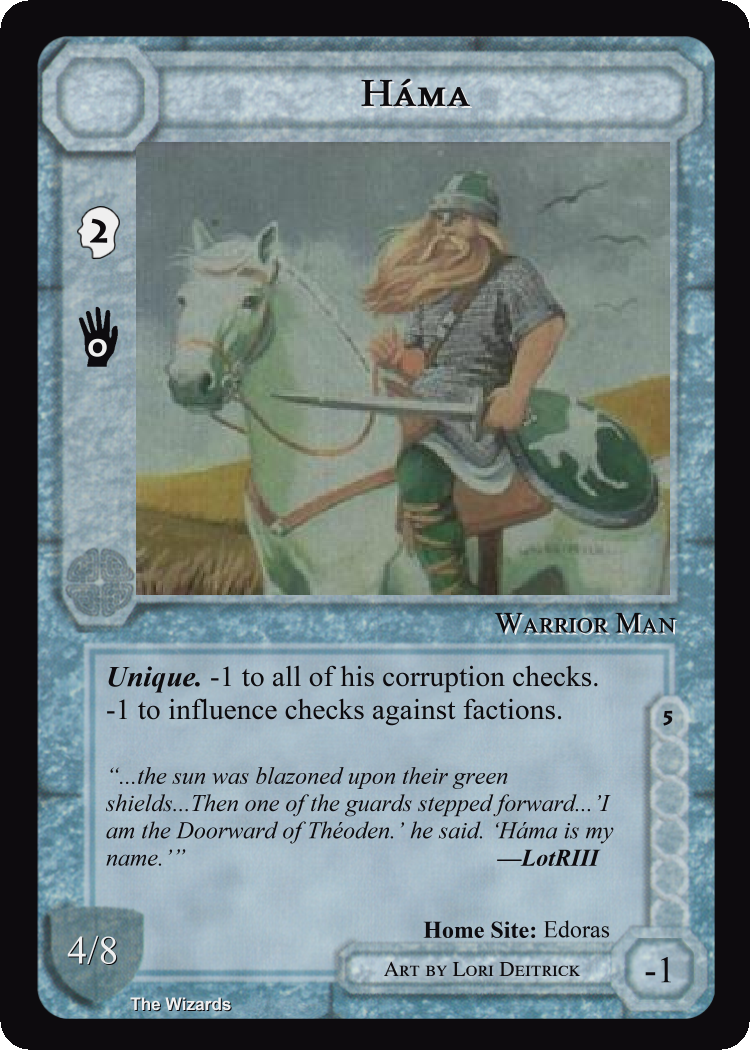 Háma
2
0
Warrior Man
Unique. -1 to all of his corruption checks.
-1 to influence checks against factions.
5
“...the sun was blazoned upon their green
shields...Then one of the guards stepped forward...’I
am the Doorward of Théoden.’ he said. ‘Háma is my
name.’”
—LotRIII
Home Site: Edoras
4/8
Art by Lori Deitrick
-1
The Wizards